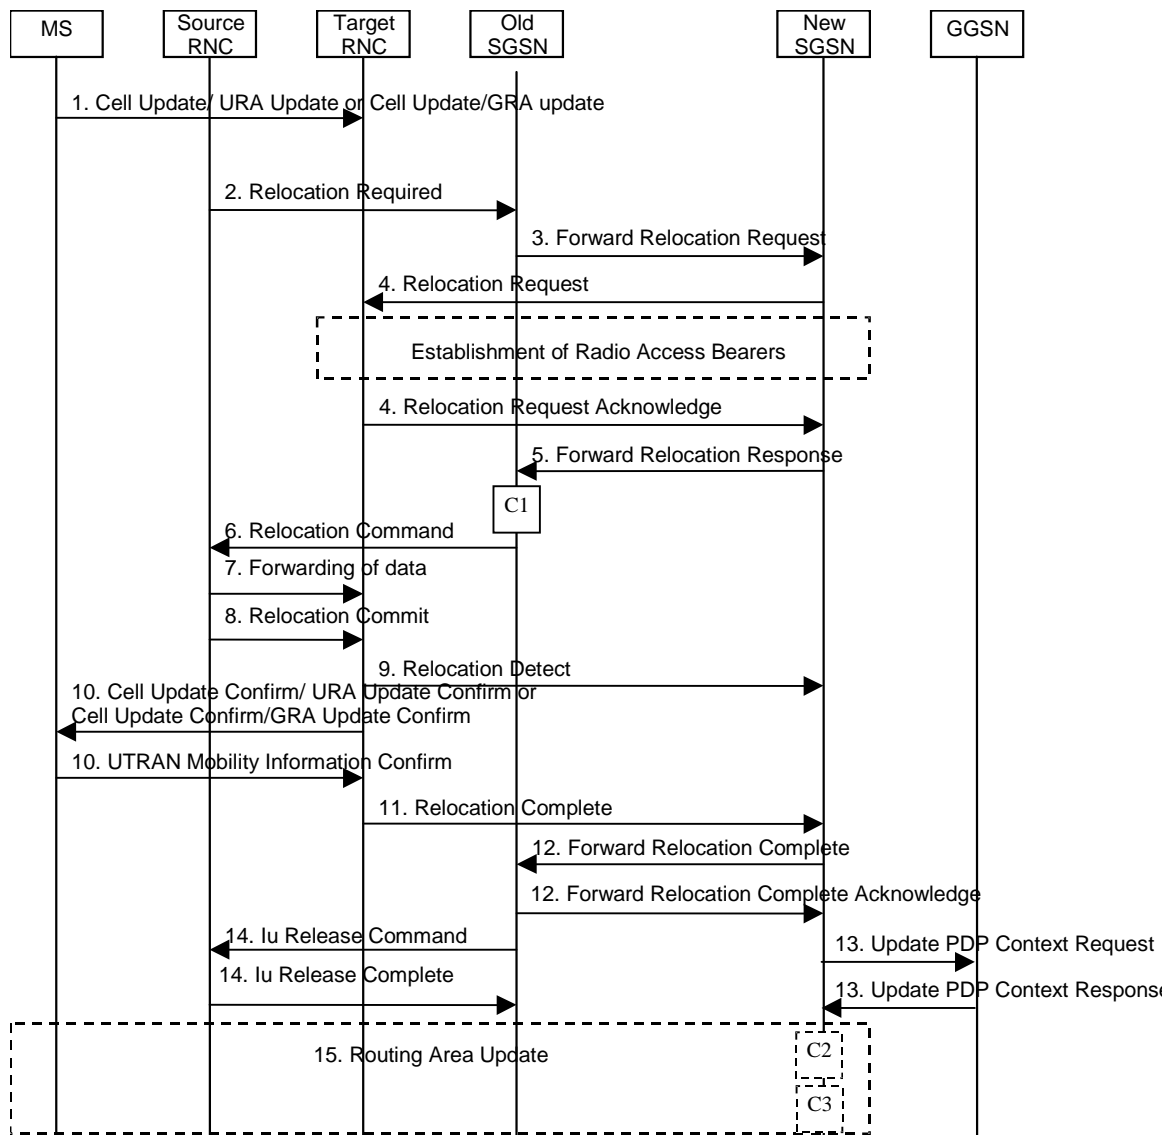 MS
Source
RNC
Target
RNC
Old
SGSN
New
SGSN
GGSN
1. Cell Update/ URA Update or Cell Update/GRA update
2. Relocation Required
3. Forward Relocation Request
4. Relocation Request
Establishment of Radio Access Bearers
4. Relocation Request Acknowledge
5. Forward Relocation Response
C1
6. Relocation Command
7. Forwarding of data
8. Relocation Commit
9. Relocation Detect
10. Cell Update Confirm/ URA Update Confirm or
Cell Update Confirm/GRA Update Confirm
10. UTRAN Mobility Information Confirm
11. Relocation Complete
12. Forward Relocation Complete
12. Forward Relocation Complete Acknowledge
14. Iu Release Command
13. Update PDP Context Request
14. Iu Release Complete
13. Update PDP Context Response
15. Routing Area Update
C2
C3